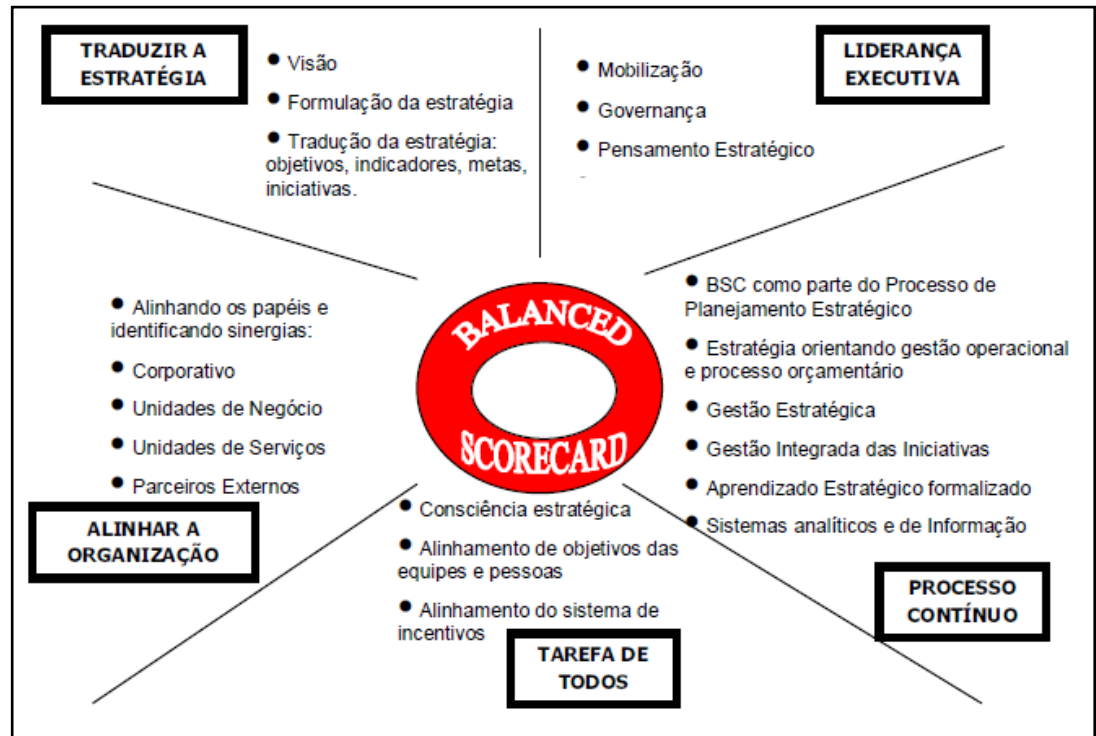 TRADUZIR A
ESTRATÉGIA
● Visão
● Formulação da estratégia
● Tradução da estratégia:
objetivos, indicadores, metas,
iniciativas.
● Mobilização
● Governança
● Pensamento Estratégico
LIDERANÇA
EXECUTIVA
● Alinhando os papéis e
identificando sinergias:
● Corporativo
● Unidades de Negócio
● Unidades de Serviços
● Parceiros Externos
ALINHAR A
ORGANIZAÇÃO
BALANCED
SCORECARD
● BSC como parte do Processo de
Planejamento Estratégico
● Estratégia orientando gestão operacional
e processo orçamentário
● Gestão Estratégica
● Gestão Integrada das Iniciativas
● Aprendizado Estratégico formalizado
● Sistemas analíticos e de Informação
PROCESSO
CONTÍNUO
● Consciência estratégica
● Alinhamento de objetivos das
equipes e pessoas
● Alinhamento do sistema de
incentivos
TAREFA DE
TODOS